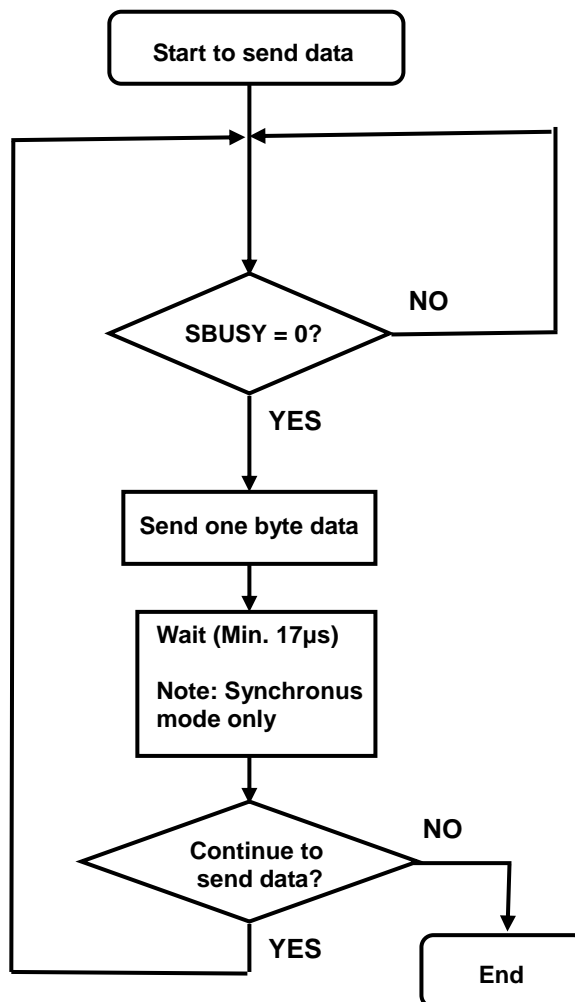 Start to send data
NO
SBUSY = 0?
YES
Send one byte data
Wait (Min. 17µs)
Note: Synchronus
mode only
NO
Continue to
send data?
YES
End